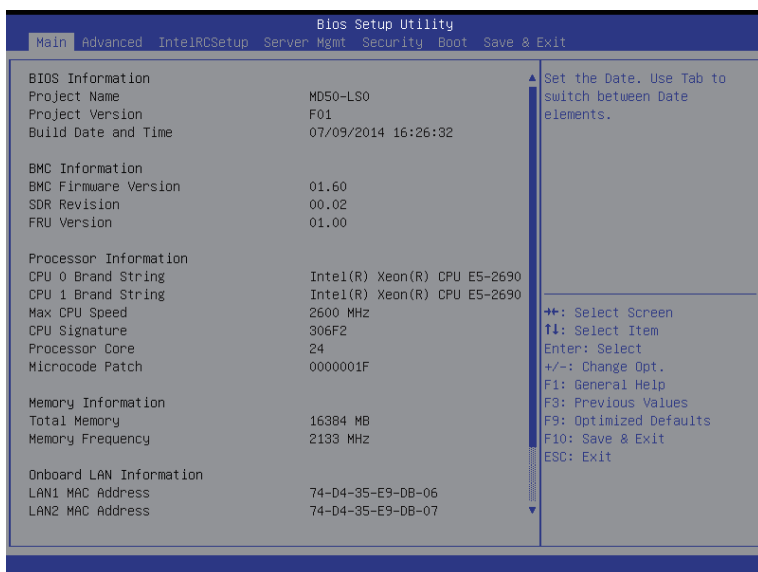 Bios Setup Utility
Main Advanced IntelRCSetup Server Mgmt Security Boot Save & Exit
BIOS Information
Project Name MD50-LS0
Project Version F01
Build Date and Time 07/09/2014 16:26:32
BMC Information
BMC Firmware Version 01.60
SDR Revision 00.02
FRU Version 01.00
Processor Information
CPU 0 Brand String Intel(R) Xeon(R) CPU E5-2690
CPU 1 Brand String Intel(R) Xeon(R) CPU E5-2690
Max CPU Speed 2600 MHz
CPU Signature 306F2
Processor Core 24
Microcode Patch 0000001F
Memory Information
Total Memory 16384 MB
Memory Frequency 2133 MHz
Onboard LAN Information
LAN1 MAC Address 74-D4-35-E9-DB-06
LAN2 MAC Address 74-D4-35-E9-DB-07
Set the Date. Use Tab to
switch between Date
elements.
→←: Select Screen
↑↓: Select Item
Enter: Select
+/-: Change Opt.
F1: General Help
F3: Previous Values
F9: Optimized Defaults
F10: Save & Exit
ESC: Exit